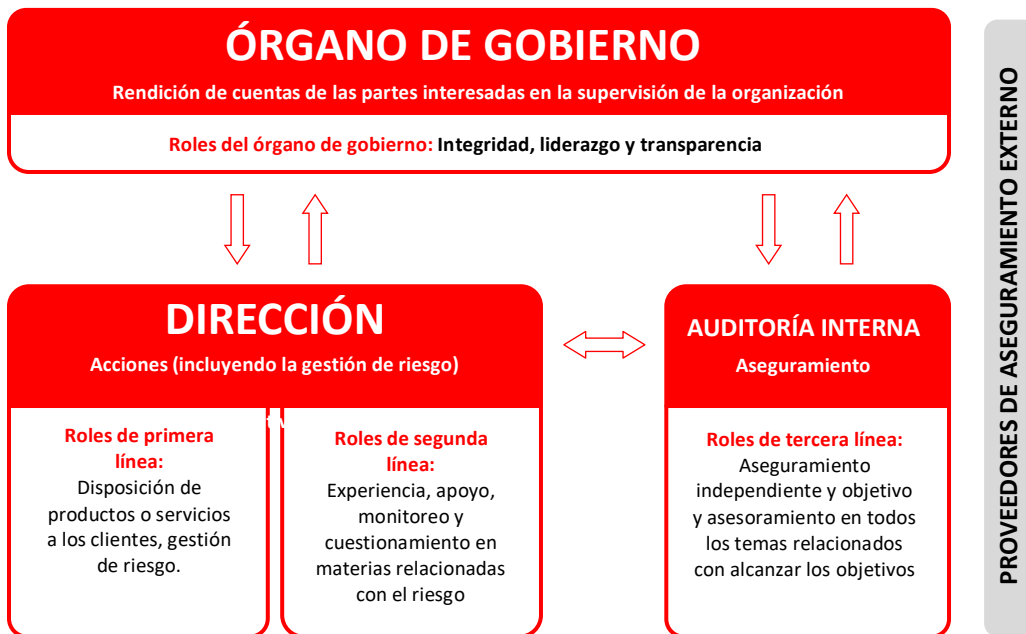 ÓRGANO DE GOBIERNO
Rendición de cuentas de las partes interesadas en la supervisión de la organización
Roles del órgano de gobierno: Integridad, liderazgo y transparencia
DIRECCIÓN
Acciones (incluyendo la gestión de riesgo)
Roles de primera
línea:
Disposición de
productos o servicios
a los clientes, gestión
de riesgo.
Roles de segunda
línea:
Experiencia, apoyo,
monitoreo y
cuestionamiento en
materias relacionadas
con el riesgo
AUDITORÍA INTERNA
Aseguramiento
Roles de tercera línea:
Aseguramiento
independiente y objetivo
y asesoramiento en todos
los temas relacionados
con alcanzar los objetivos
PROVEEDORES DE ASEGURAMIENTO EXTERNO